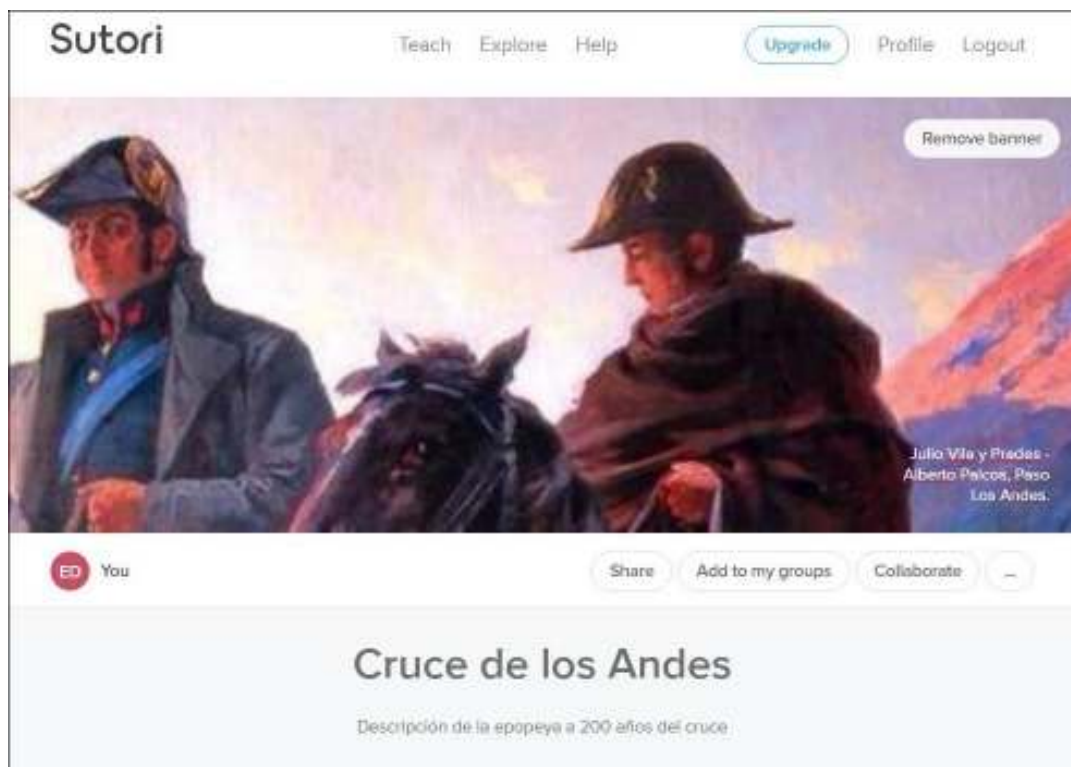 Sutori
Teach Explore Help Upgrade Profile Logout
Remove banner
Julio Vila y Prades -
Alberto Palcos, Paso
Los Andes.
ED You Share Add to my groups Collaborate ...
Cruce de los Andes
Descripción de la epopeya a 200 años del cruce